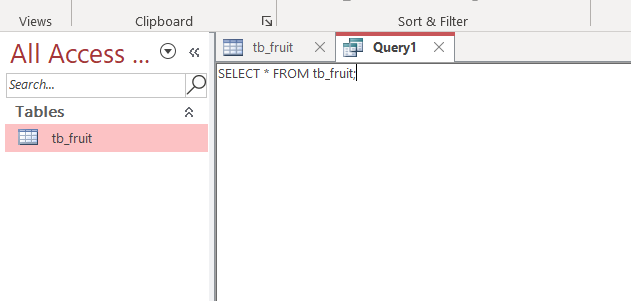 Views
Clipboard
Sort & Filter
All Access ...
tb_fruit
Query1
Search...
SELECT * FROM tb_fruit;
Tables
tb_fruit